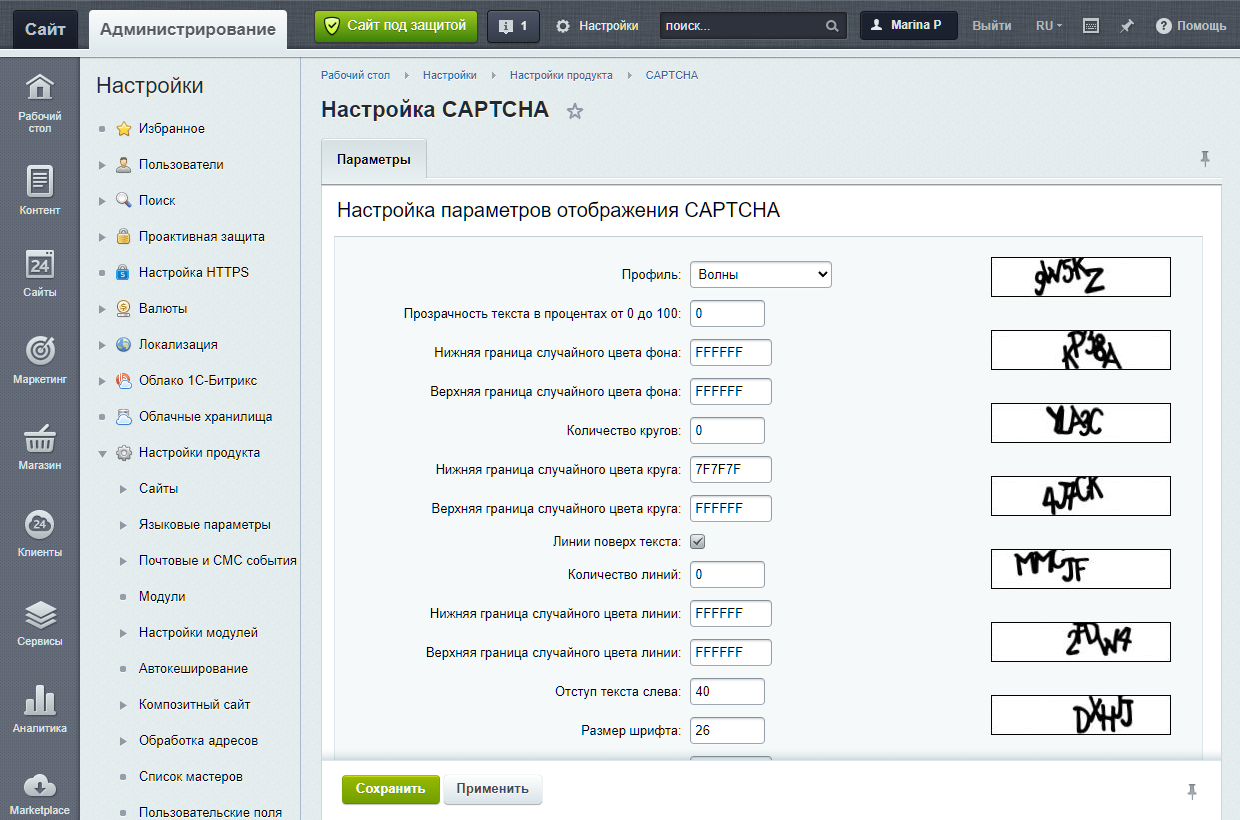 Сайт
Администрирование
Сайт под защитой
1
Настройки
поиск...
Marina P
Выйти
RU
Помощь
Рабочий стол
Контент
24
Сайты
Маркетинг
Магазин
24
Клиенты
Сервисы
Аналитика
Marketplace
Настройки
Избранное
Пользователи
Поиск
Проактивная защита
Настройка HTTPS
Валюты
Локализация
Облако 1С-Битрикс
Облачные хранилища
Настройки продукта
Сайты
Языковые параметры
Почтовые и СМС события
Модули
Настройки модулей
Автокеширование
Композитный сайт
Обработка адресов
Список мастеров
Пользовательские поля
Рабочий стол Настройки Настройки продукта CAPTCHA
Настройка CAPTCHA
Параметры
Настройка параметров отображения CAPTCHA
Профиль: Волны
Прозрачность текста в процентах от 0 до 100: 0
Нижняя граница случайного цвета фона: FFFFFF
Верхняя граница случайного цвета фона: FFFFFF
Количество кругов: 0
Нижняя граница случайного цвета круга: 7F7F7F
Верхняя граница случайного цвета круга: FFFFFF
Линии поверх текста:
Количество линий: 0
Нижняя граница случайного цвета линии: FFFFFF
Верхняя граница случайного цвета линии: FFFFFF
Отступ текста слева: 40
Размер шрифта: 26
9W5KZ
KP38A
YLA3C
4JACK
MMCJF
DXHJ
Сохранить
Применить